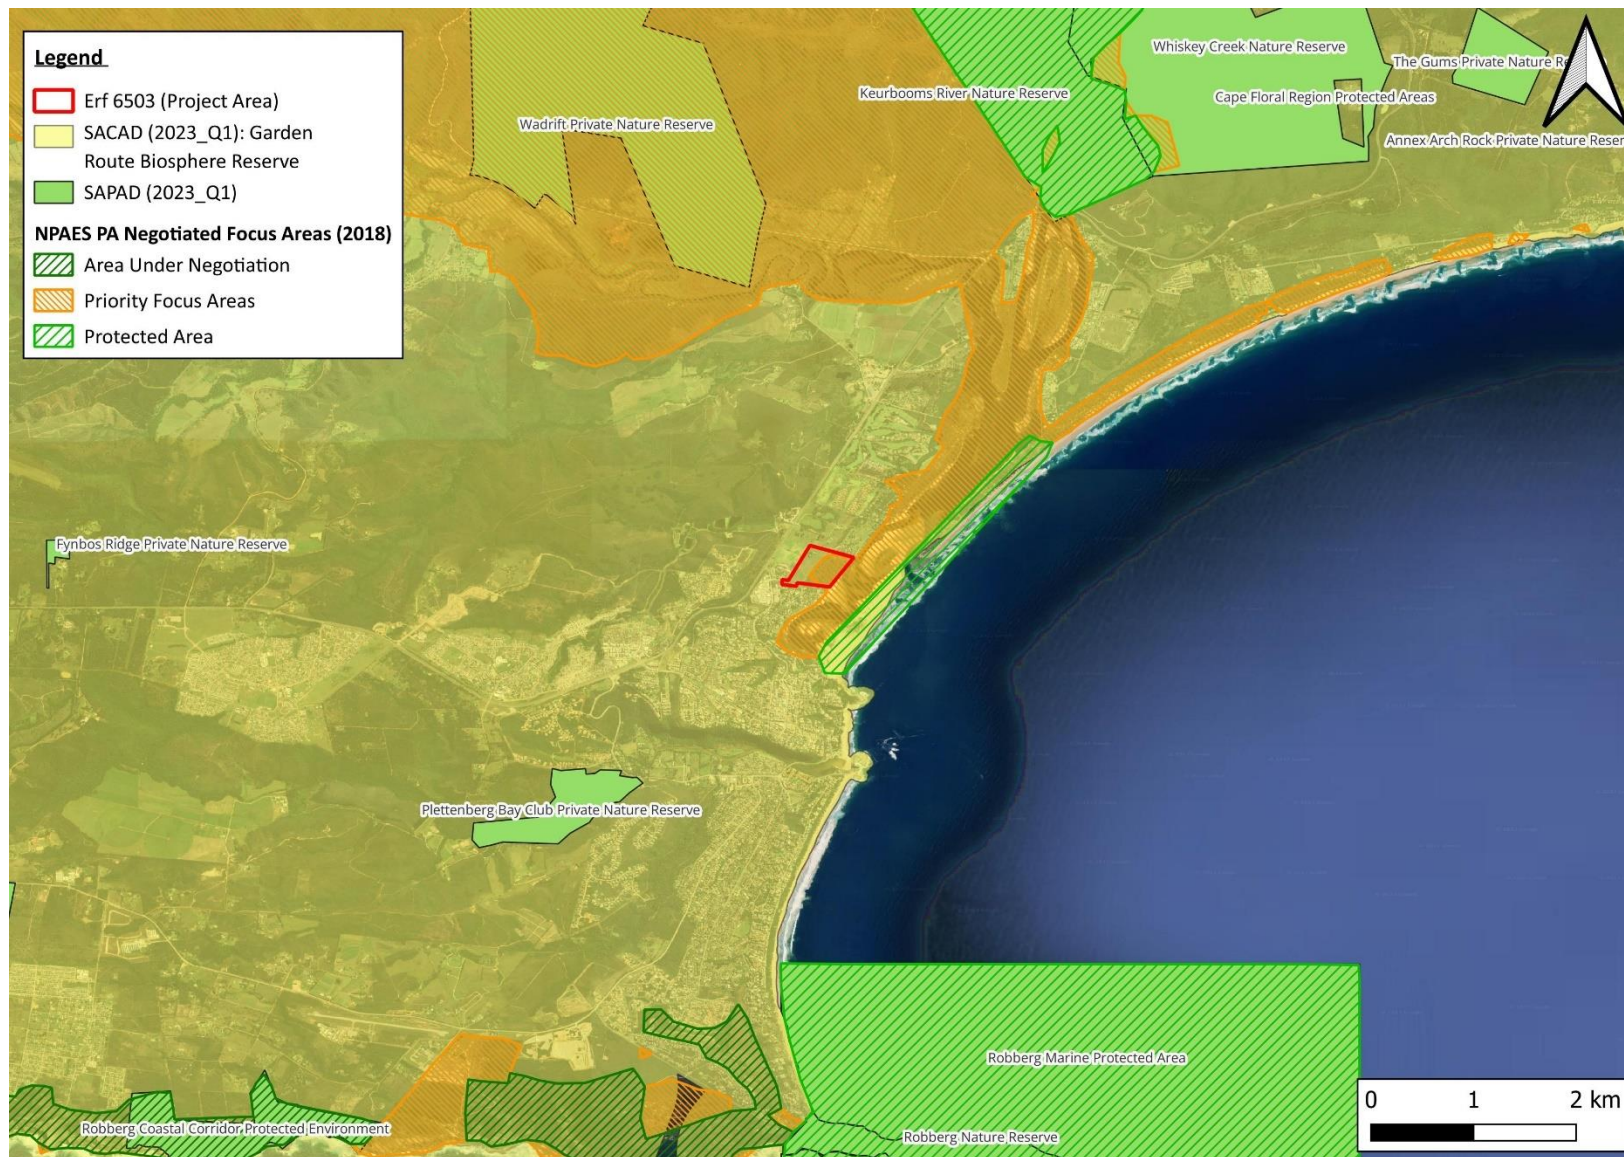 Legend
Erf 6503 (Project Area)
SACAD (2023_Q1): Garden
Route Biosphere Reserve
SAPAD (2023_Q1)
NPAES PA Negotiated Focus Areas (2018)
Area Under Negotiation
Priority Focus Areas
Protected Area
Whiskey Creek Nature Reserve
The Gums Private Nature Re
Keurbooms River Nature Reserve
Cape Floral Region Protected Areas
Wadrift Private Nature Reserve
Annex Arch Rock Private Nature Reser
Fynbos Ridge Private Nature Reserve
Plettenberg Bay Club Private Nature Reserve
Robberg Marine Protected Area
Robberg Coastal Corridor Protected Environment
Robberg Nature Reserve
0 1 2 km